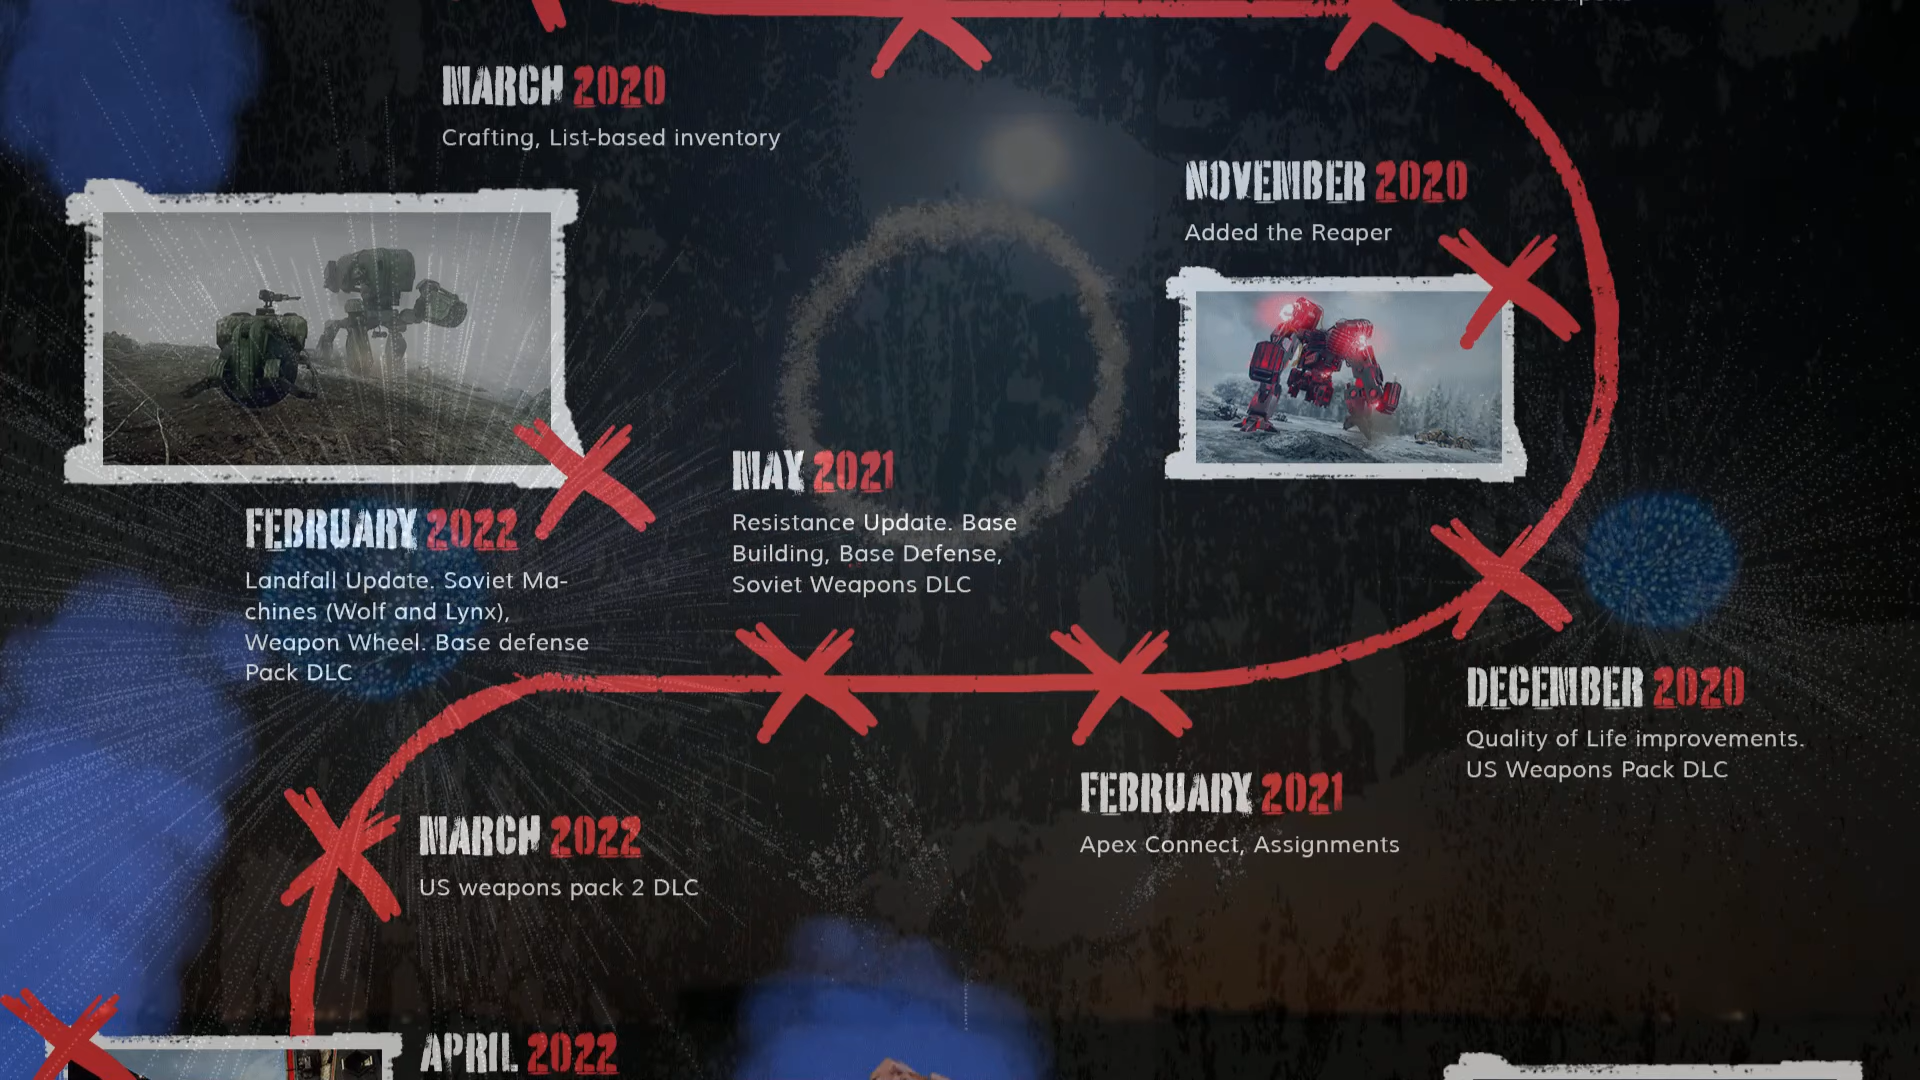 MARCH 2020
Crafting, List-based inventory
NOVEMBER 2020
Added the Reaper
MAY 2021
Resistance Update. Base
Building, Base Defense,
Soviet Weapons DLC
FEBRUARY 2022
Landfall Update. Soviet Ma-
chines (Wolf and Lynx),
Weapon Wheel. Base defense
Pack DLC
DECEMBER 2020
Quality of Life improvements.
US Weapons Pack DLC
FEBRUARY 2021
Apex Connect, Assignments
MARCH 2022
US weapons pack 2 DLC
APRIL 2022